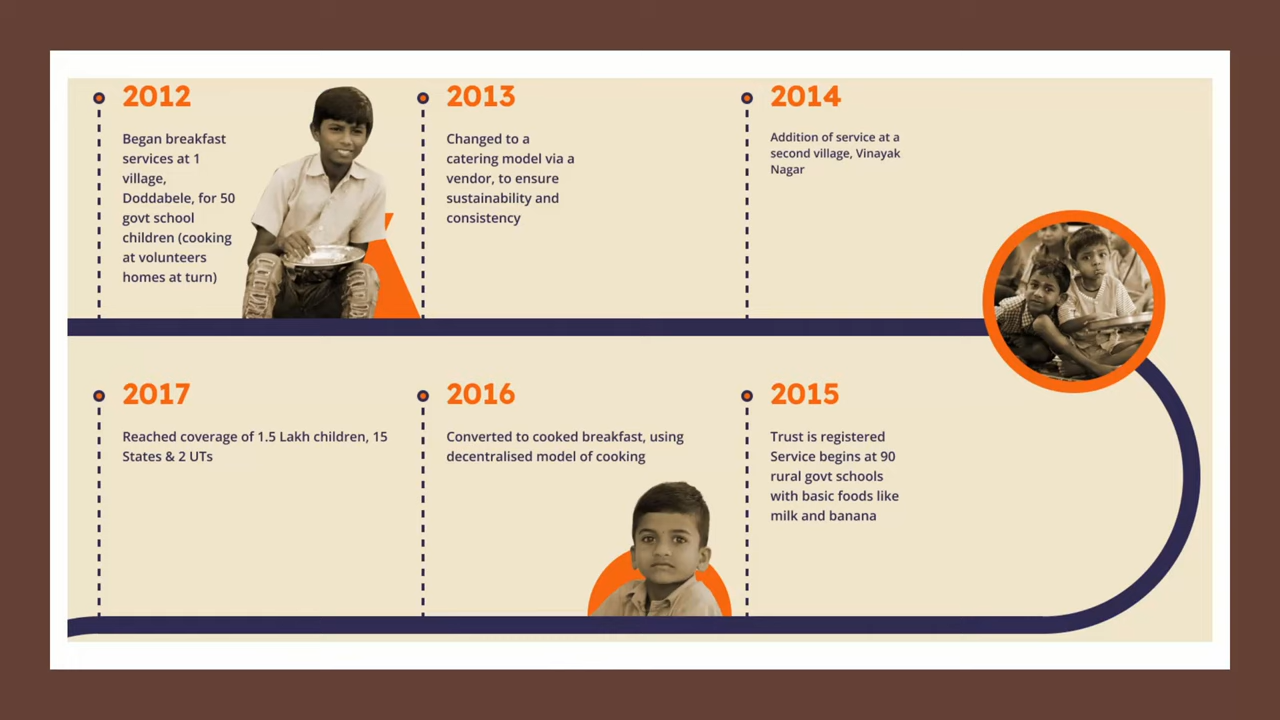 2012
Began breakfast
services at 1
village,
Doddabele, for 50
govt school
children (cooking
at volunteers
homes at turn)
2013
Changed to a
catering model via a
vendor, to ensure
sustainability and
consistency
2014
Addition of service at a
second village, Vinayak
Nagar
2015
Trust is registered
Service begins at 90
rural govt schools
with basic foods like
milk and banana
2016
Converted to cooked breakfast, using
decentralised model of cooking
2017
Reached coverage of 1.5 Lakh children, 15
States & 2 UTs